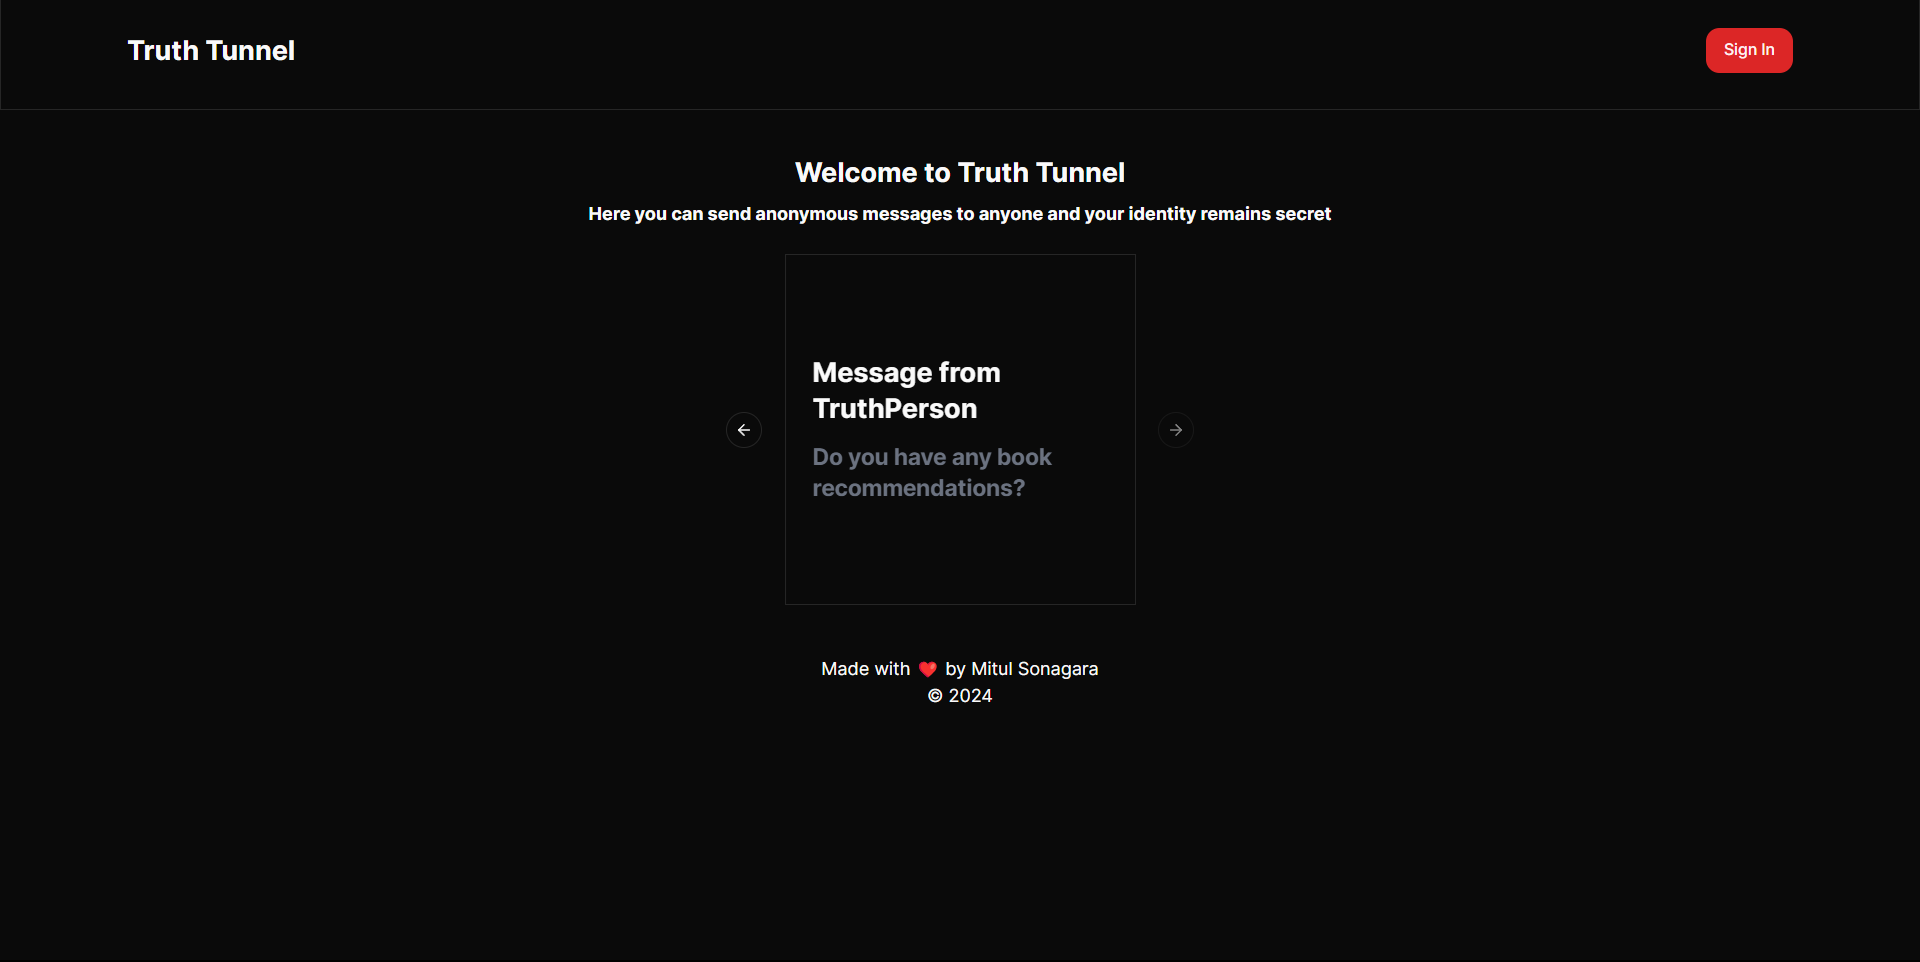 Truth Tunnel
Sign In
Welcome to Truth Tunnel
Here you can send anonymous messages to anyone and your identity remains secret
Message from
TruthPerson
Do you have any book
recommendations?
Made with ❤️ by Mitul Sonagara
© 2024